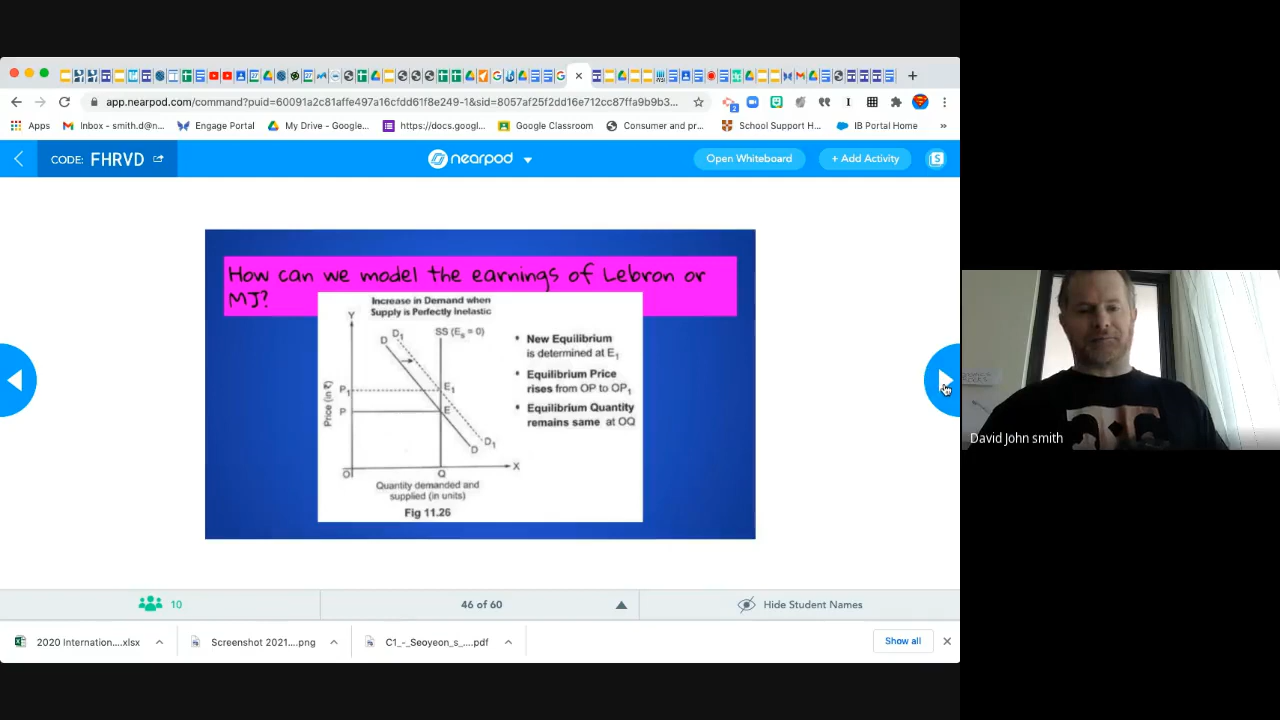 app.nearpod.com/command?puid=60091a2c81affe497a16cfdd61f8e249-1&sid=8057af25f2dd16e712cc87ffa9b9b3...
Apps
Inbox - smith.d@n...
Engage Portal
My Drive - Google...
https://docs.googl...
Google Classroom
Consumer and pr...
School Support H...
IB Portal Home
»
CODE: FHRVD
nearpod
Open Whiteboard
+ Add Activity
How can we model the earnings of Lebron or
MJ?
Increase in Demand when
Supply is Perfectly Inelastic
Y
D
D1
SS (Es = 0)
Price (in ₹)
P1
E1
P
E
D1
D
O
Q
X
Quantity demanded and
supplied (in units)
Fig 11.26
• New Equilibrium
is determined at E1
• Equilibrium Price
rises from OP to OP1
• Equilibrium Quantity
remains same at OQ
David John smith
10
46 of 60
Hide Student Names
2020 Internation....xlsx
Screenshot 2021....png
C1_-_Seoyeon_s_....pdf
Show all